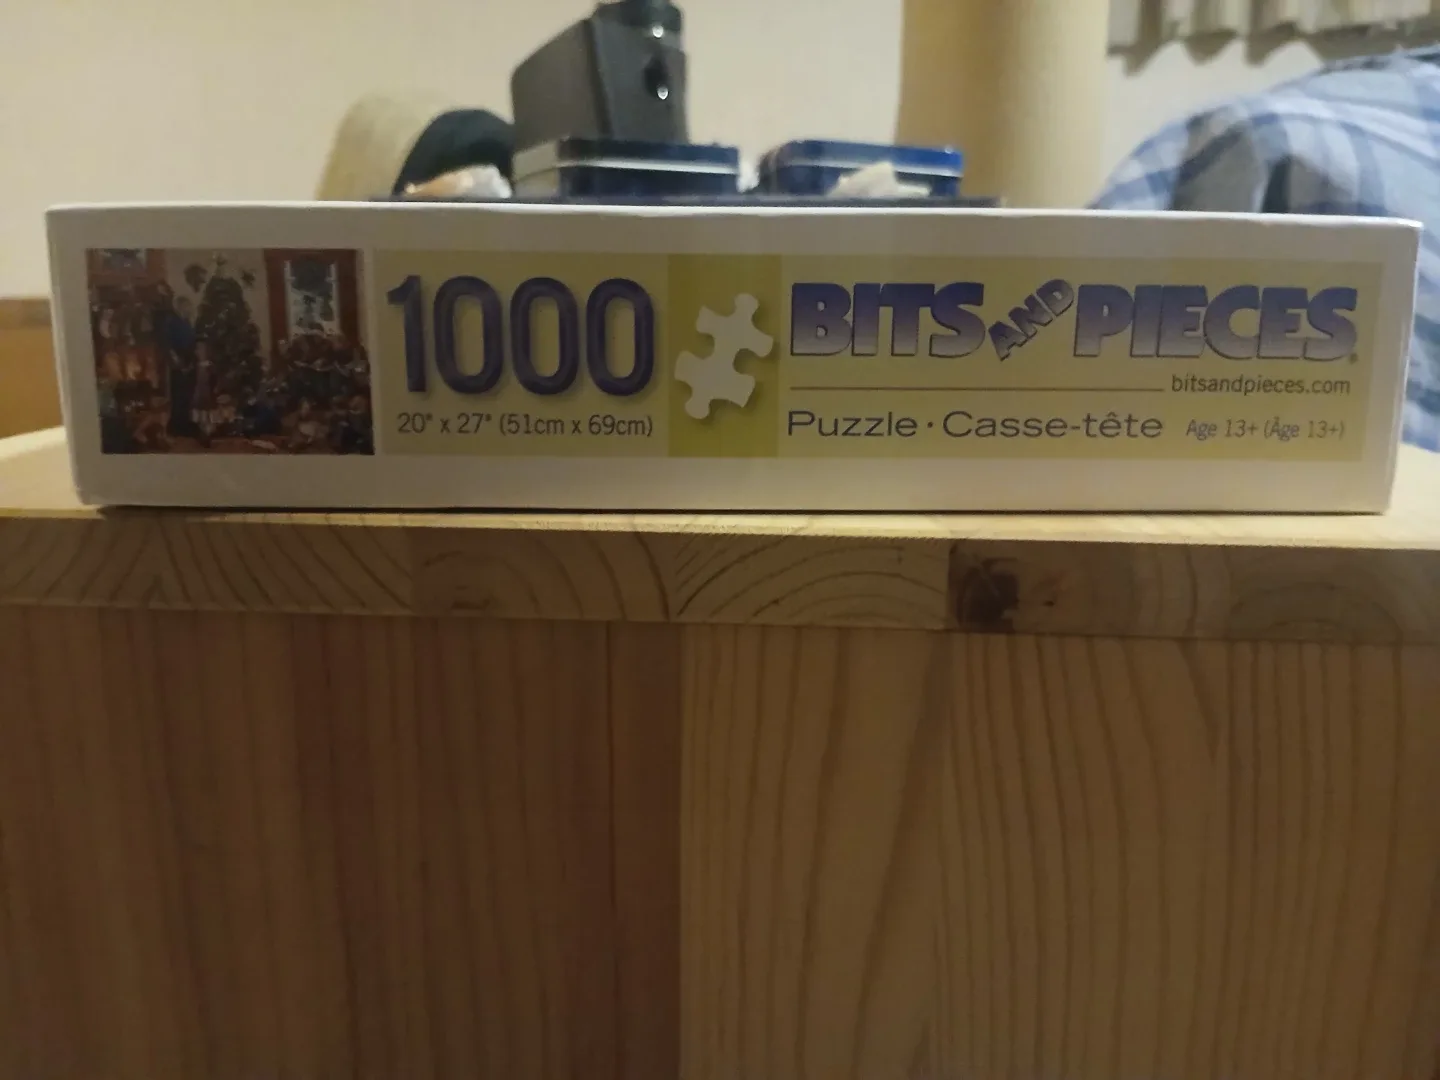 1000
20" x 27" (51cm x 69cm)
BITS AND PIECES
bitsandpieces.com
Puzzle · Casse-tête Age 13+ (Âge 13+)